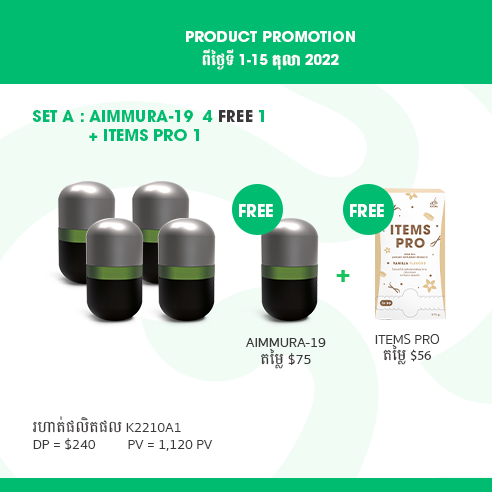 PRODUCT PROMOTION
ពីថ្ងៃទី 1-15 តុលា 2022
SET A : AIMMURA-19 4 FREE 1
+ ITEMS PRO 1
FREE
FREE
ITEMS
PRO
VANILLA FLAVOUR
+
AIMMURA-19
តម្លៃ $75
ITEMS PRO
តម្លៃ $56
រហាត់ផលិតផល K2210A1
DP = $240 PV = 1,120 PV